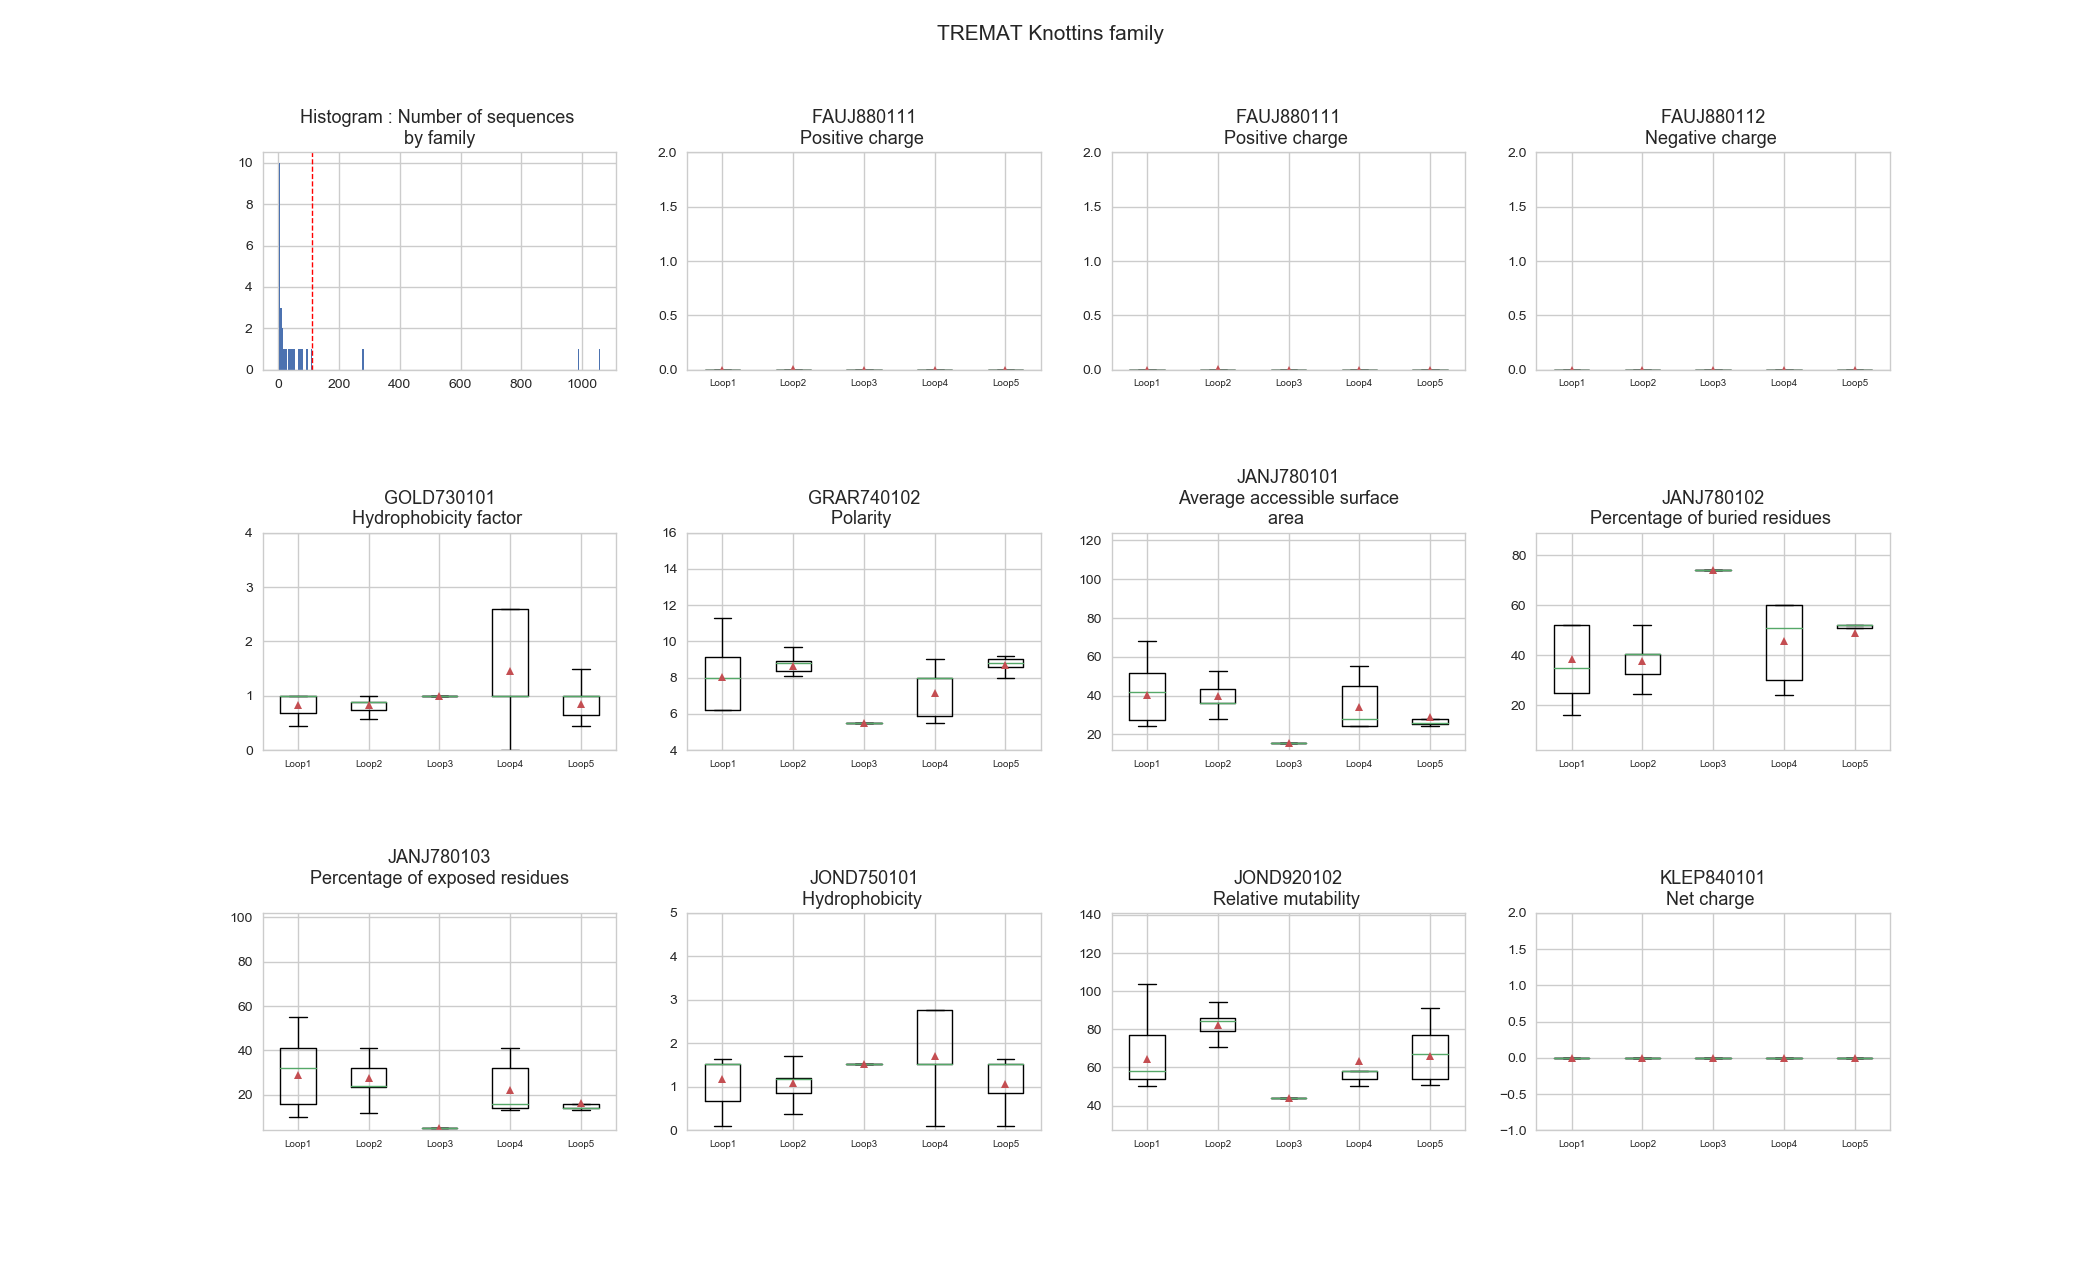 TREMAT Knottins family
Histogram : Number of sequences
by family
10
8
6
4
2
0
0 200 400 600 800 1000
FAUJ880111
Positive charge
2.0
1.5
1.0
0.5
0.0
Loop1 Loop2 Loop3 Loop4 Loop5
FAUJ880111
Positive charge
2.0
1.5
1.0
0.5
0.0
Loop1 Loop2 Loop3 Loop4 Loop5
FAUJ880112
Negative charge
2.0
1.5
1.0
0.5
0.0
Loop1 Loop2 Loop3 Loop4 Loop5
GOLD730101
Hydrophobicity factor
4
3
2
1
0
Loop1 Loop2 Loop3 Loop4 Loop5
GRAR740102
Polarity
16
14
12
10
8
6
4
Loop1 Loop2 Loop3 Loop4 Loop5
JANJ780101
Average accessible surface
area
120
100
80
60
40
20
Loop1 Loop2 Loop3 Loop4 Loop5
JANJ780102
Percentage of buried residues
80
60
40
20
Loop1 Loop2 Loop3 Loop4 Loop5
JANJ780103
Percentage of exposed residues
100
80
60
40
20
Loop1 Loop2 Loop3 Loop4 Loop5
JOND750101
Hydrophobicity
5
4
3
2
1
0
Loop1 Loop2 Loop3 Loop4 Loop5
JOND920102
Relative mutability
140
120
100
80
60
40
Loop1 Loop2 Loop3 Loop4 Loop5
KLEP840101
Net charge
2.0
1.5
1.0
0.5
0.0
−0.5
−1.0
Loop1 Loop2 Loop3 Loop4 Loop5